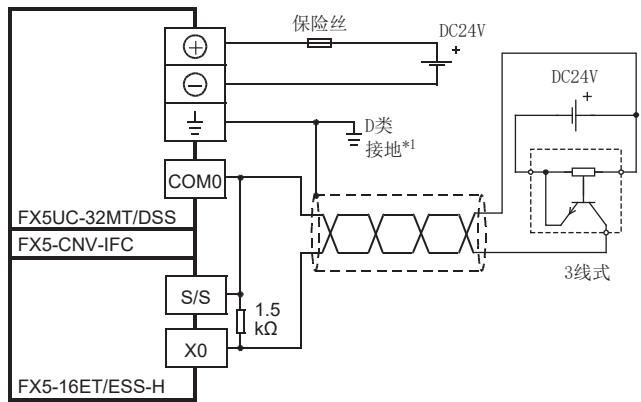 保险丝
DC24V
+
DC24V
+
+
−
D类
接地*1
COM0
FX5UC-32MT/DSS
FX5-CNV-IFC
3线式
S/S
1.5
kΩ
X0
FX5-16ET/ESS-H